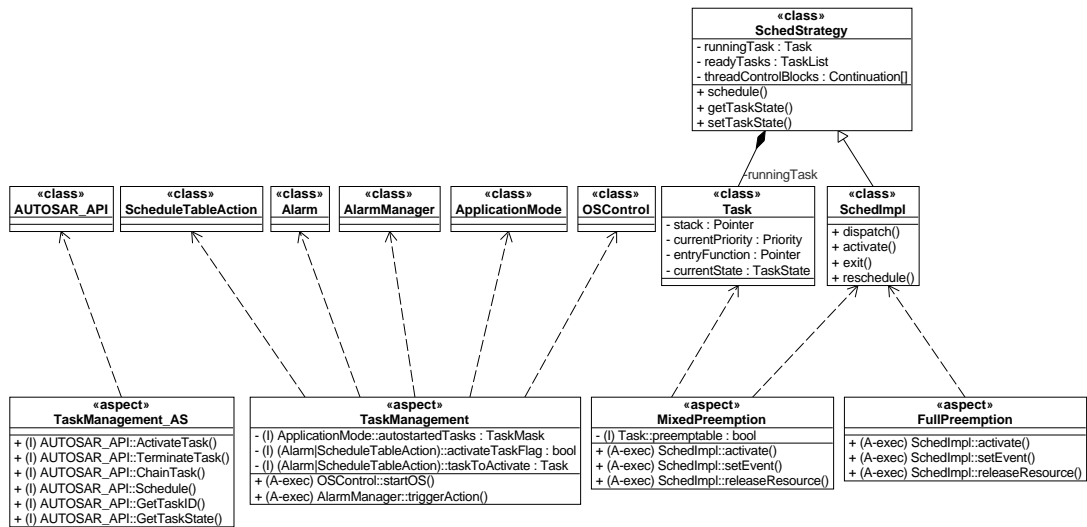 «class»
SchedStrategy
- runningTask : Task
- readyTasks : TaskList
- threadControlBlocks : Continuation[]
+ schedule()
+ getTaskState()
+ setTaskState()
-runningTask
«class»
AUTOSAR_API
«class»
ScheduleTableAction
«class»
Alarm
«class»
AlarmManager
«class»
ApplicationMode
«class»
OSControl
«class»
Task
- stack : Pointer
- currentPriority : Priority
- entryFunction : Pointer
- currentState : TaskState
«class»
SchedImpl
+ dispatch()
+ activate()
+ exit()
+ reschedule()
«aspect»
TaskManagement_AS
+ (I) AUTOSAR_API::ActivateTask()
+ (I) AUTOSAR_API::TerminateTask()
+ (I) AUTOSAR_API::ChainTask()
+ (I) AUTOSAR_API::Schedule()
+ (I) AUTOSAR_API::GetTaskID()
+ (I) AUTOSAR_API::GetTaskState()
«aspect»
TaskManagement
- (I) ApplicationMode::autostartedTasks : TaskMask
- (I) (Alarm|ScheduleTableAction)::activateTaskFlag : bool
- (I) (Alarm|ScheduleTableAction)::taskToActivate : Task
+ (A-exec) OSControl::startOS()
+ (A-exec) AlarmManager::triggerAction()
«aspect»
MixedPreemption
- (I) Task::preemptable : bool
+ (A-exec) SchedImpl::activate()
+ (A-exec) SchedImpl::setEvent()
+ (A-exec) SchedImpl::releaseResource()
«aspect»
FullPreemption
+ (A-exec) SchedImpl::activate()
+ (A-exec) SchedImpl::setEvent()
+ (A-exec) SchedImpl::releaseResource()